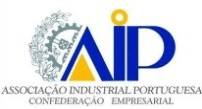 AIP
ASSOCIAÇÃO INDUSTRIAL PORTUGUESA
CONFEDERAÇÃO EMPRESARIAL